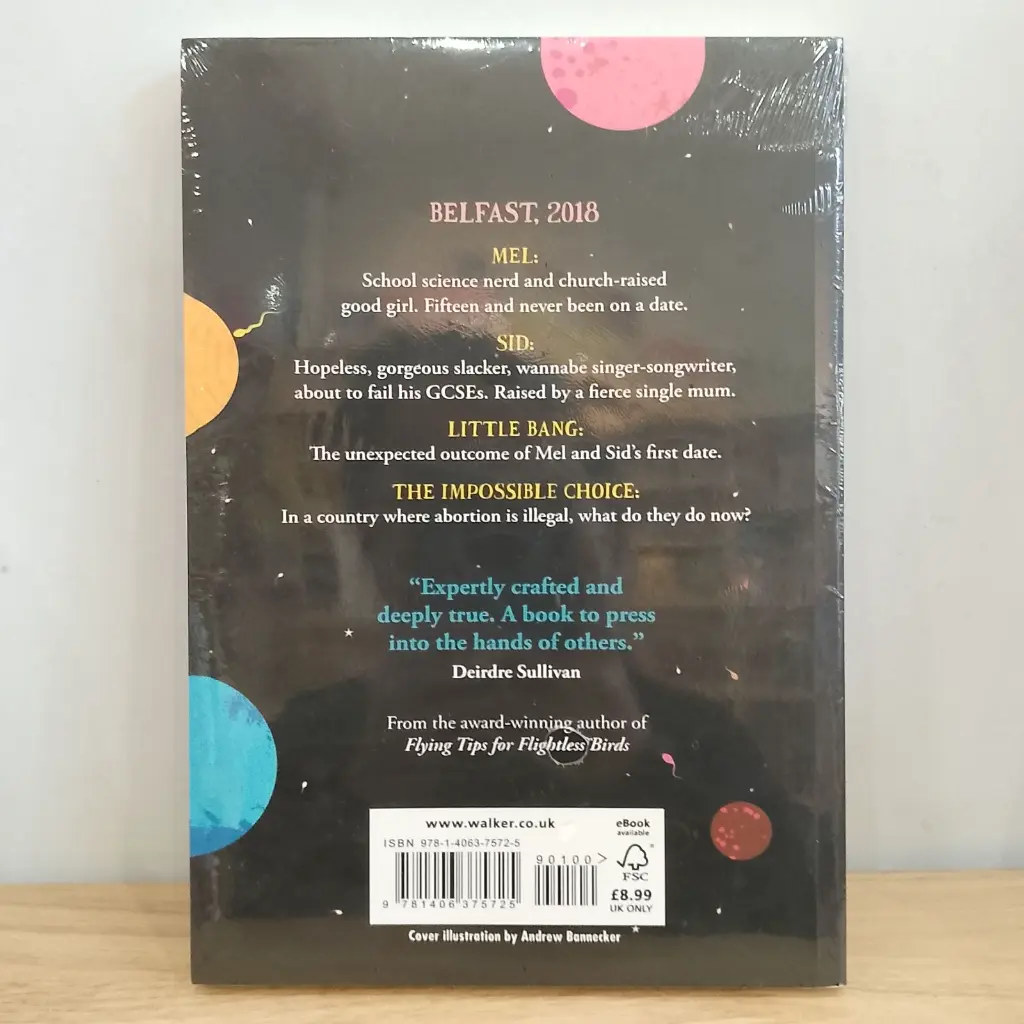 BELFAST, 2018
MEL:
School science nerd and church-raised
good girl. Fifteen and never been on a date.
SID:
Hopeless, gorgeous slacker, wannabe singer-songwriter,
about to fail his GCSEs. Raised by a fierce single mum.
LITTLE BANG:
The unexpected outcome of Mel and Sid's first date.
THE IMPOSSIBLE CHOICE:
In a country where abortion is illegal, what do they do now?
“Expertly crafted and
deeply true. A book to press
into the hands of others.”
Deirdre Sullivan
From the award-winning author of
Flying Tips for Flightless Birds
www.walker.co.uk
ISBN 978-1-4063-7572-5
90100>
9 781406 375725
eBook
available
FSC
£8.99
UK ONLY
Cover illustration by Andrew Bannecker